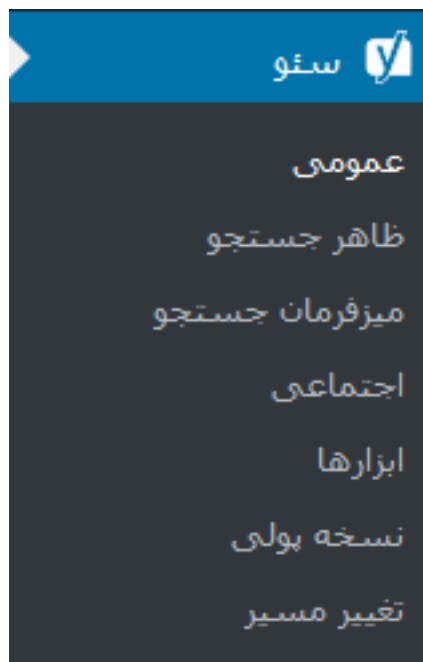 سئو
عمومی
ظاهر جستجو
میزفرمان جستجو
اجتماعی
ابزارها
نسخه پولی
تغییر مسیر